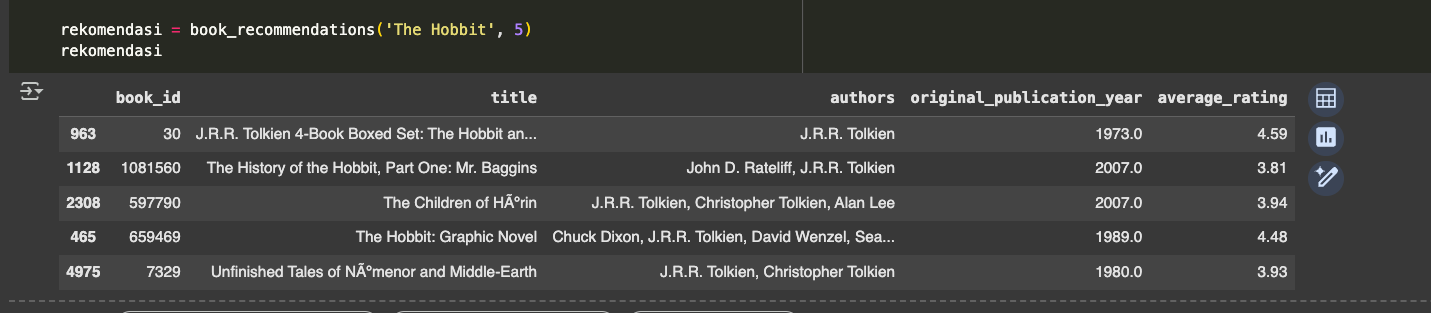 rekomendasi = book_recommendations('The Hobbit', 5)
rekomendasi
book_id title authors original_publication_year average_rating
963 30 J.R.R. Tolkien 4-Book Boxed Set: The Hobbit an... J.R.R. Tolkien 1973.0 4.59
1128 1081560 The History of the Hobbit, Part One: Mr. Baggins John D. Rateliff, J.R.R. Tolkien 2007.0 3.81
2308 597790 The Children of HÃºrin J.R.R. Tolkien, Christopher Tolkien, Alan Lee 2007.0 3.94
465 659469 The Hobbit: Graphic Novel Chuck Dixon, J.R.R. Tolkien, David Wenzel, Sea... 1989.0 4.48
4975 7329 Unfinished Tales of NÃºmenor and Middle-Earth J.R.R. Tolkien, Christopher Tolkien 1980.0 3.93